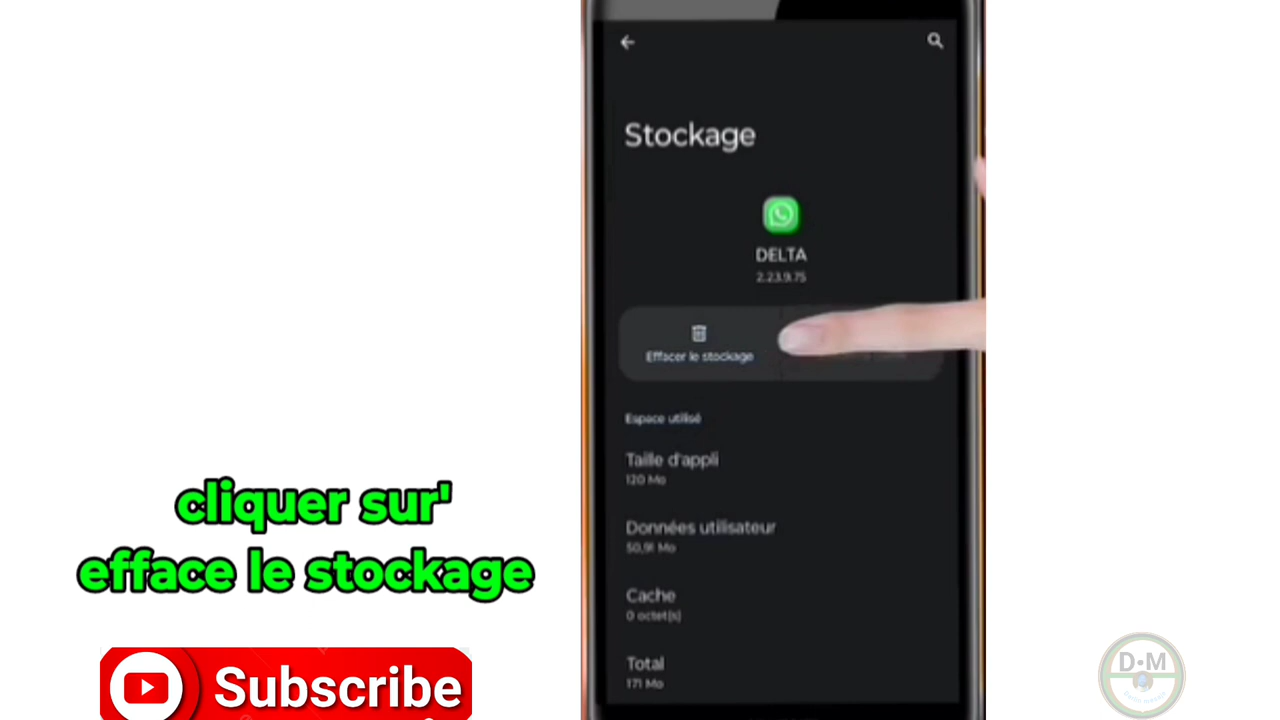 Stockage
DELTA
2.23.9.75
Effacer le stockage
Espace utilisé
Taille d'appli
120 Mo
Données utilisateur
50,91 Mo
Cache
0 octet(s)
Total
171 Mo
cliquer sur'
efface le stockage
Subscribe
D•M